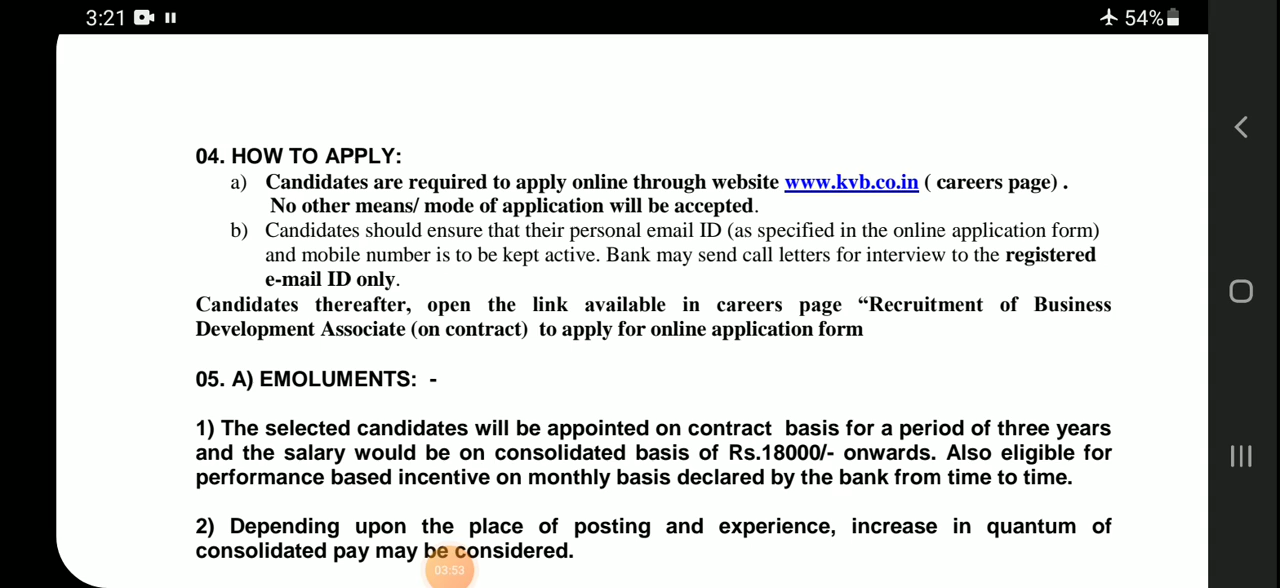 3:21
54%
04. HOW TO APPLY:
a) Candidates are required to apply online through website www.kvb.co.in ( careers page) .
No other means/ mode of application will be accepted.
b) Candidates should ensure that their personal email ID (as specified in the online application form)
and mobile number is to be kept active. Bank may send call letters for interview to the registered
e-mail ID only.
Candidates thereafter, open the link available in careers page “Recruitment of Business
Development Associate (on contract) to apply for online application form
05. A) EMOLUMENTS: -
1) The selected candidates will be appointed on contract basis for a period of three years
and the salary would be on consolidated basis of Rs.18000/- onwards. Also eligible for
performance based incentive on monthly basis declared by the bank from time to time.
2) Depending upon the place of posting and experience, increase in quantum of
consolidated pay may be considered.
03:53